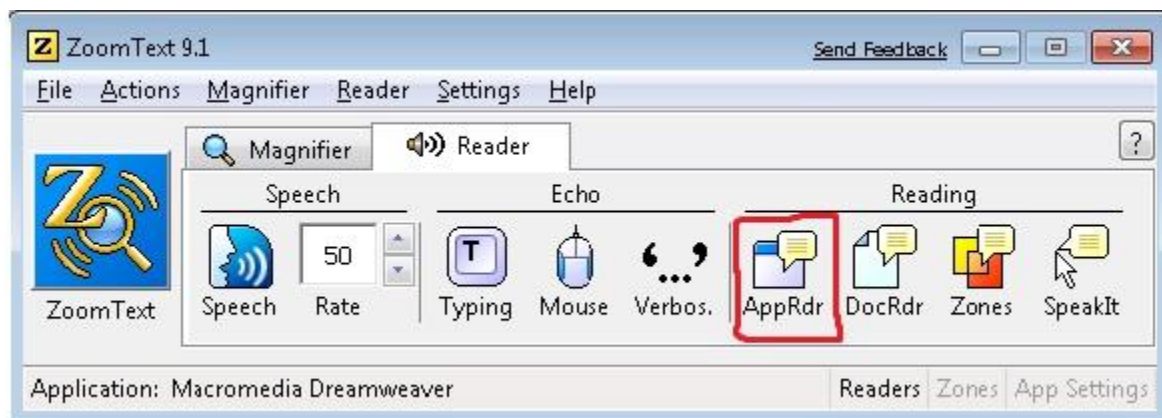 ZoomText 9.1 Send Feedback
File Actions Magnifier Reader Settings Help
Magnifier Reader ?
Speech Echo Reading
50 T
ZoomText Speech Rate Typing Mouse Verbos. AppRdr DocRdr Zones SpeakIt
Application: Macromedia Dreamweaver Readers Zones App Settings